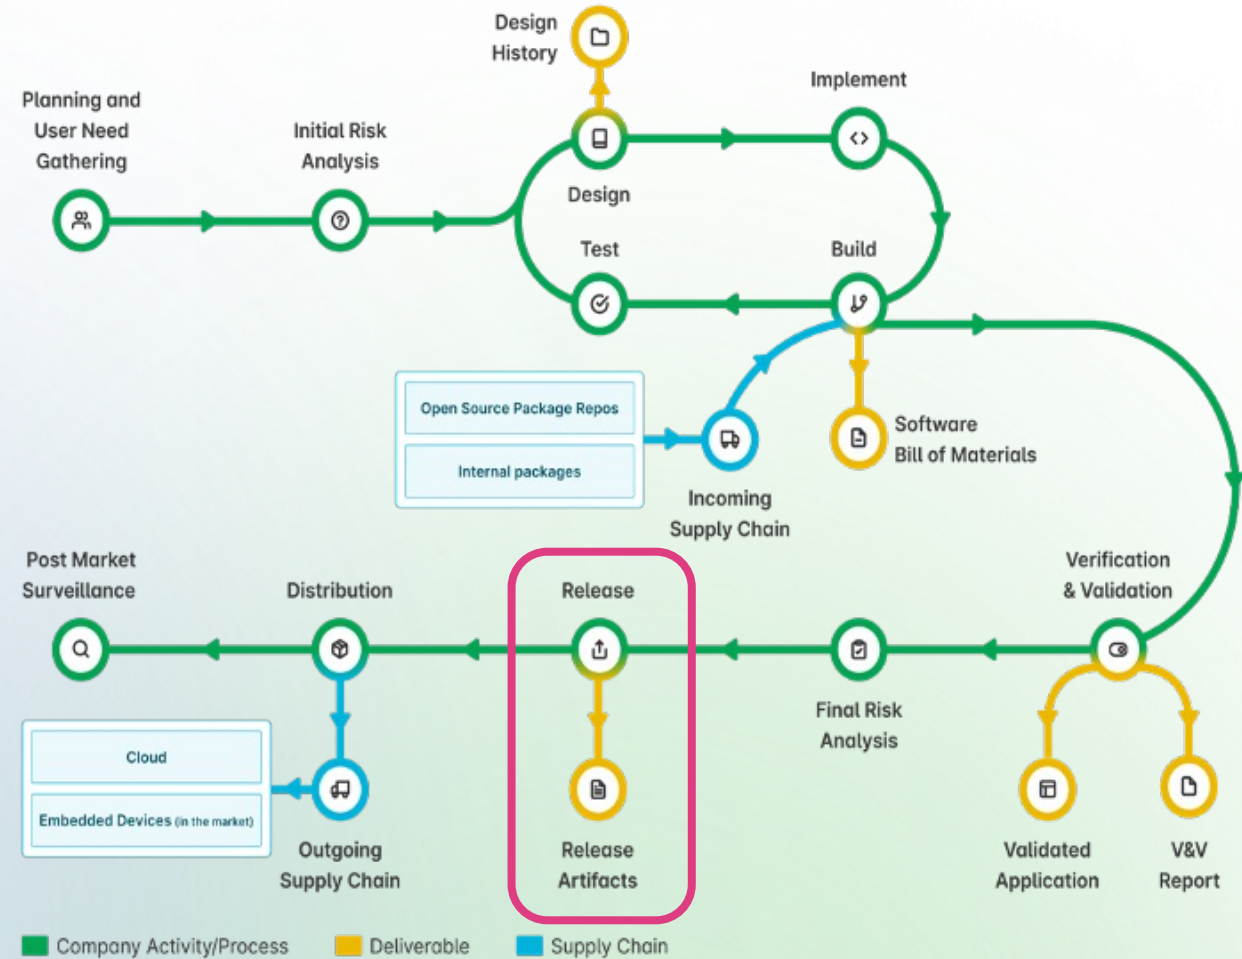 Design
History
Implement
Planning and
User Need
Gathering
Initial Risk
Analysis
Design
Test
Build
Open Source Package Repos
Internal packages
Software
Bill of Materials
Incoming
Supply Chain
Post Market
Surveillance
Distribution
Release
Verification
& Validation
Final Risk
Analysis
Cloud
Embedded Devices (in the market)
Outgoing
Supply Chain
Release
Artifacts
Validated
Application
V&V
Report
Company Activity/Process
Deliverable
Supply Chain